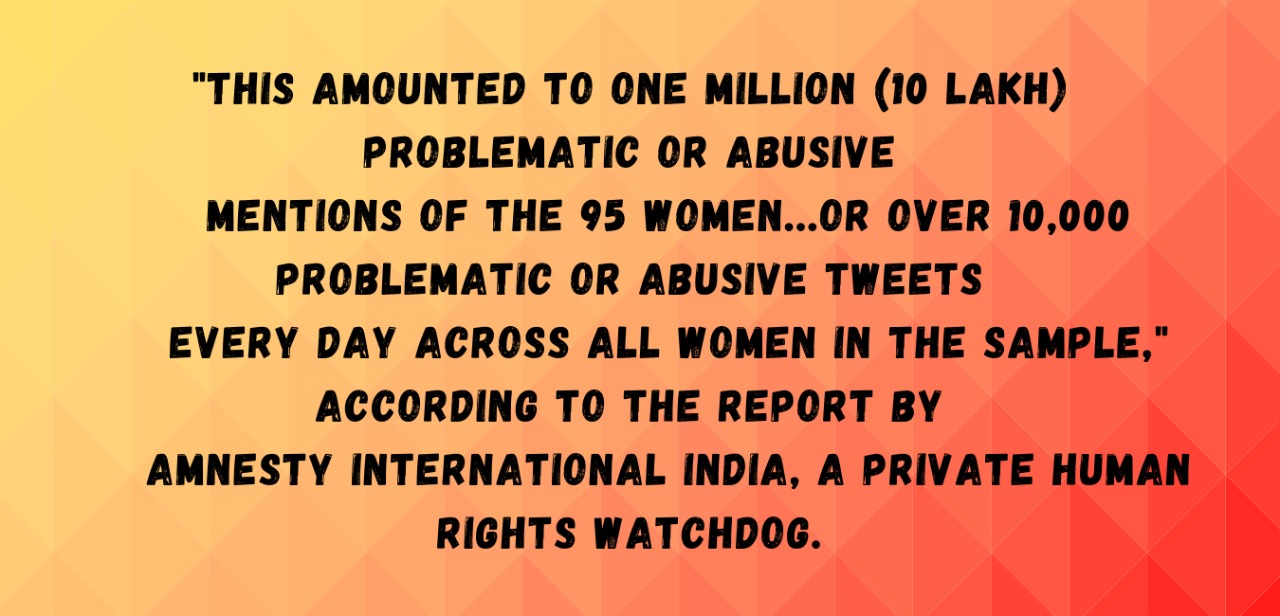 "THIS AMOUNTED TO ONE MILLION (10 LAKH)
PROBLEMATIC OR ABUSIVE
MENTIONS OF THE 95 WOMEN...OR OVER 10,000
PROBLEMATIC OR ABUSIVE TWEETS
EVERY DAY ACROSS ALL WOMEN IN THE SAMPLE,"
ACCORDING TO THE REPORT BY
AMNESTY INTERNATIONAL INDIA, A PRIVATE HUMAN
RIGHTS WATCHDOG.